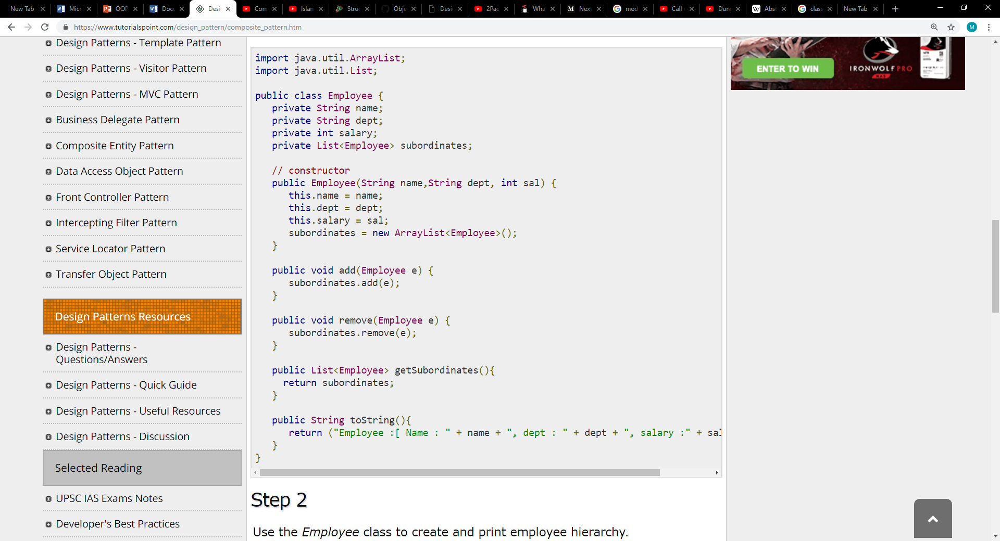 New Tab
Micr
OOP
Docu
Desi
Com
Islan
Struc
Obje
Desi
2Pac
Wha
Next
mod
Call
Dung
Abst
class
New Tab
https://www.tutorialspoint.com/design_pattern/composite_pattern.htm
M
Design Patterns - Template Pattern
Design Patterns - Visitor Pattern
Design Patterns - MVC Pattern
Business Delegate Pattern
Composite Entity Pattern
Data Access Object Pattern
Front Controller Pattern
Intercepting Filter Pattern
Service Locator Pattern
Transfer Object Pattern
Design Patterns Resources
Design Patterns -
Questions/Answers
Design Patterns - Quick Guide
Design Patterns - Useful Resources
Design Patterns - Discussion
Selected Reading
UPSC IAS Exams Notes
Developer's Best Practices
import java.util.ArrayList;
import java.util.List;
public class Employee {
private String name;
private String dept;
private int salary;
private List<Employee> subordinates;
// constructor
public Employee(String name,String dept, int sal) {
this.name = name;
this.dept = dept;
this.salary = sal;
subordinates = new ArrayList<Employee>();
}
public void add(Employee e) {
subordinates.add(e);
}
public void remove(Employee e) {
subordinates.remove(e);
}
public List<Employee> getSubordinates(){
return subordinates;
}
public String toString(){
return ("Employee :[ Name : " + name + ", dept : " + dept + ", salary :" + sal
}
}
Step 2
Use the Employee class to create and print employee hierarchy.
ENTER TO WIN
IRONWOLF PRO
NAS